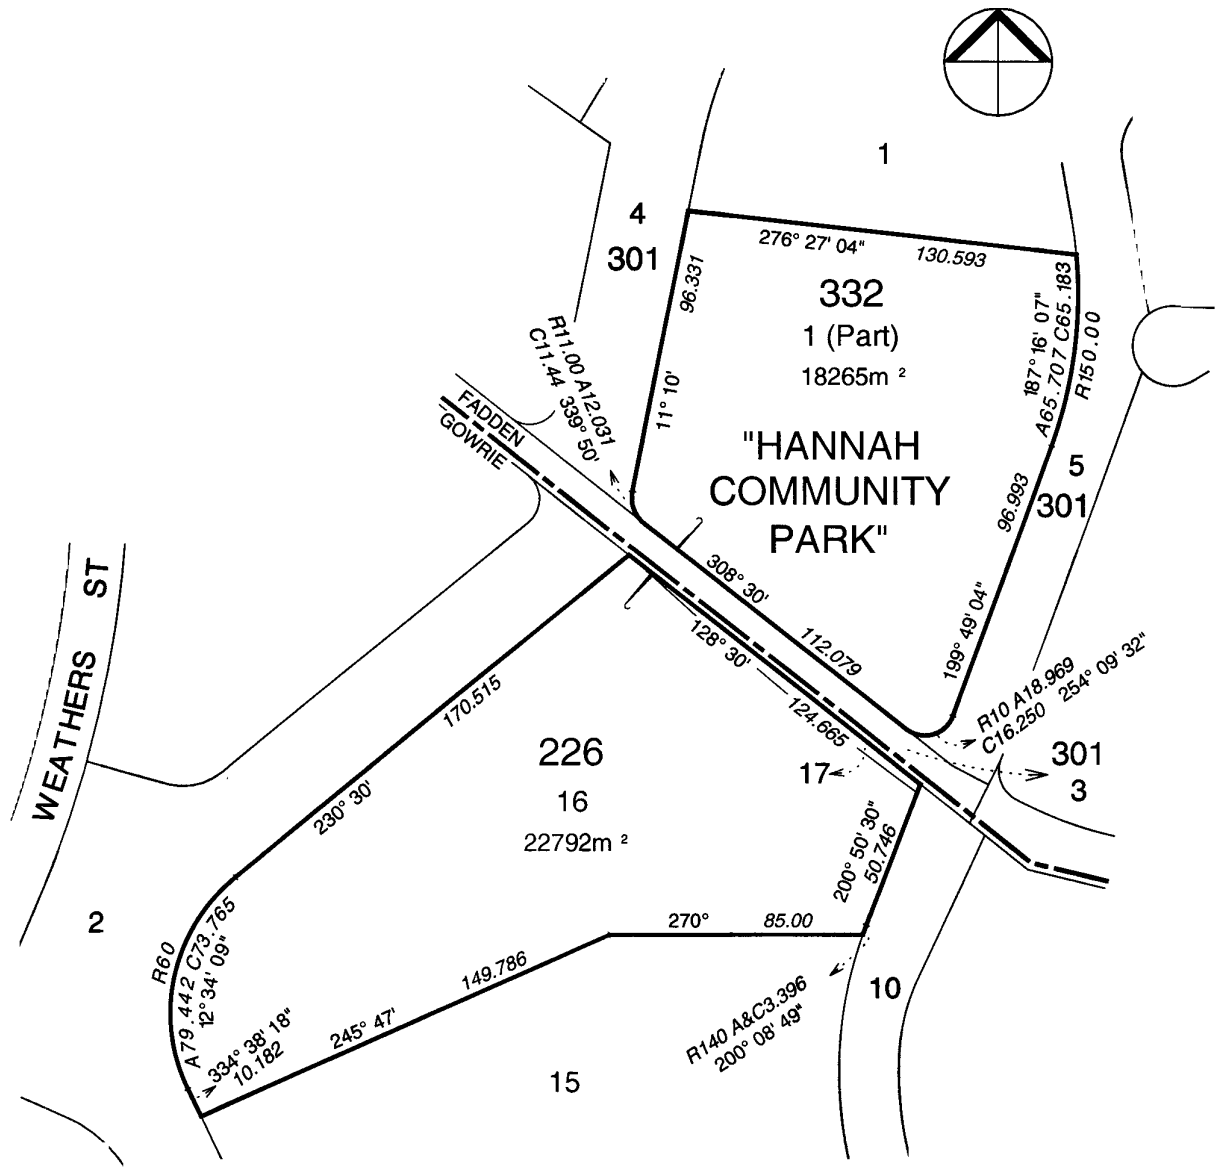 1
4
301
276° 27' 04" 130.593
96.331
11° 10'
332
1 (Part)
18265m ²
187° 16' 07"
A65.707 C65.183
R150.00
R11.00 A12.031
C11.44 339° 50'
FADDEN
GOWRIE
"HANNAH
COMMUNITY
PARK"
5
301
96.993
199° 49' 04"
308° 30'
112.079
128° 30'
124.665
R10 A18.969
C16.250 254° 09' 32"
301
3
17
WEATHERS ST
170.515
230° 30'
226
16
22792m ²
200° 50' 30"
50.746
2
R60
A79.442 C73.765
12° 34' 09"
334° 38' 18"
10.182
270° 85.00
149.786
245° 47'
R140 A&C3.396
200° 08' 49"
10
15